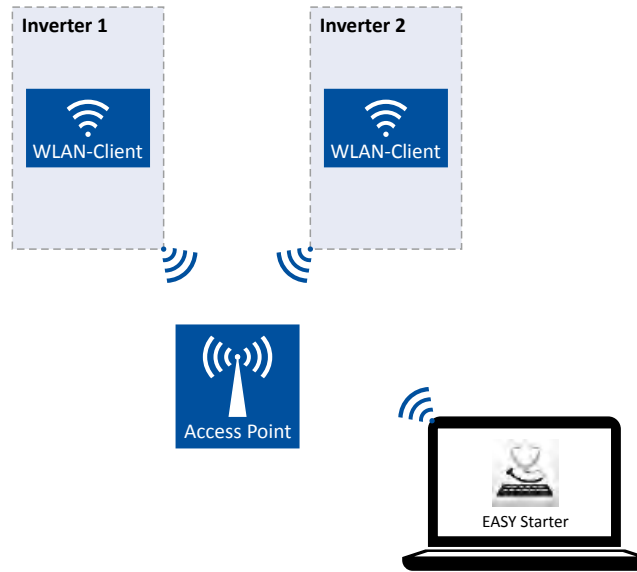 Inverter 1
Inverter 2
WLAN-Client
WLAN-Client
Access Point
EASY Starter